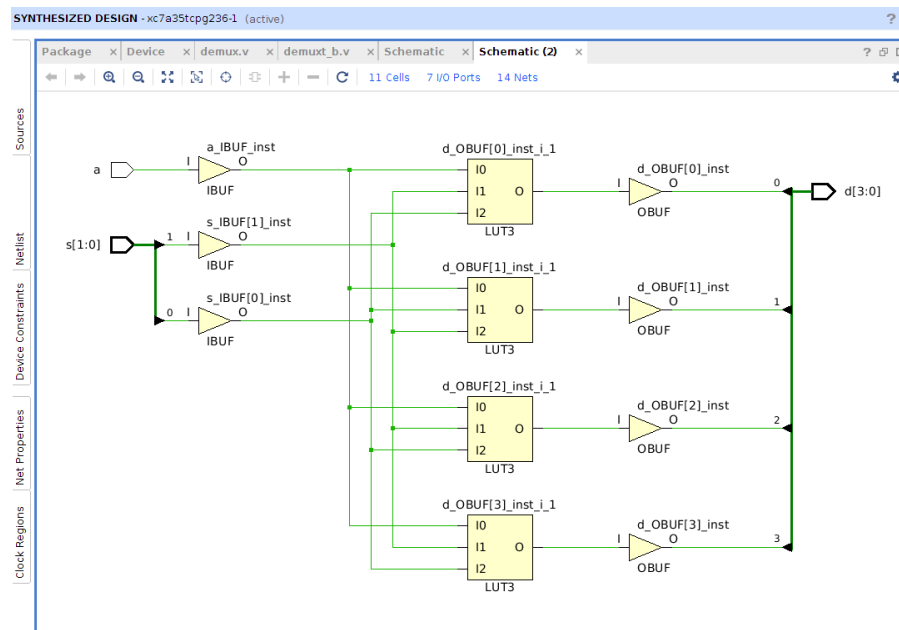 SYNTHESIZED DESIGN - xc7a35tcpg236-1 (active) ?
Package × Device × demux.v × demuxt_b.v × Schematic × Schematic (2) × ?
11 Cells 7 I/O Ports 14 Nets
Sources
Netlist
Device Constraints
Net Properties
Clock Regions
a
a_IBUF_inst
I O
IBUF
s[1:0]
1
s_IBUF[1]_inst
I O
IBUF
0
s_IBUF[0]_inst
I O
IBUF
d_OBUF[0]_inst_i_1
I0
I1 O
I2
LUT3
d_OBUF[0]_inst
I O
OBUF
0
d[3:0]
d_OBUF[1]_inst_i_1
I0
I1 O
I2
LUT3
d_OBUF[1]_inst
I O
OBUF
1
d_OBUF[2]_inst_i_1
I0
I1 O
I2
LUT3
d_OBUF[2]_inst
I O
OBUF
2
d_OBUF[3]_inst_i_1
I0
I1 O
I2
LUT3
d_OBUF[3]_inst
I O
OBUF
3